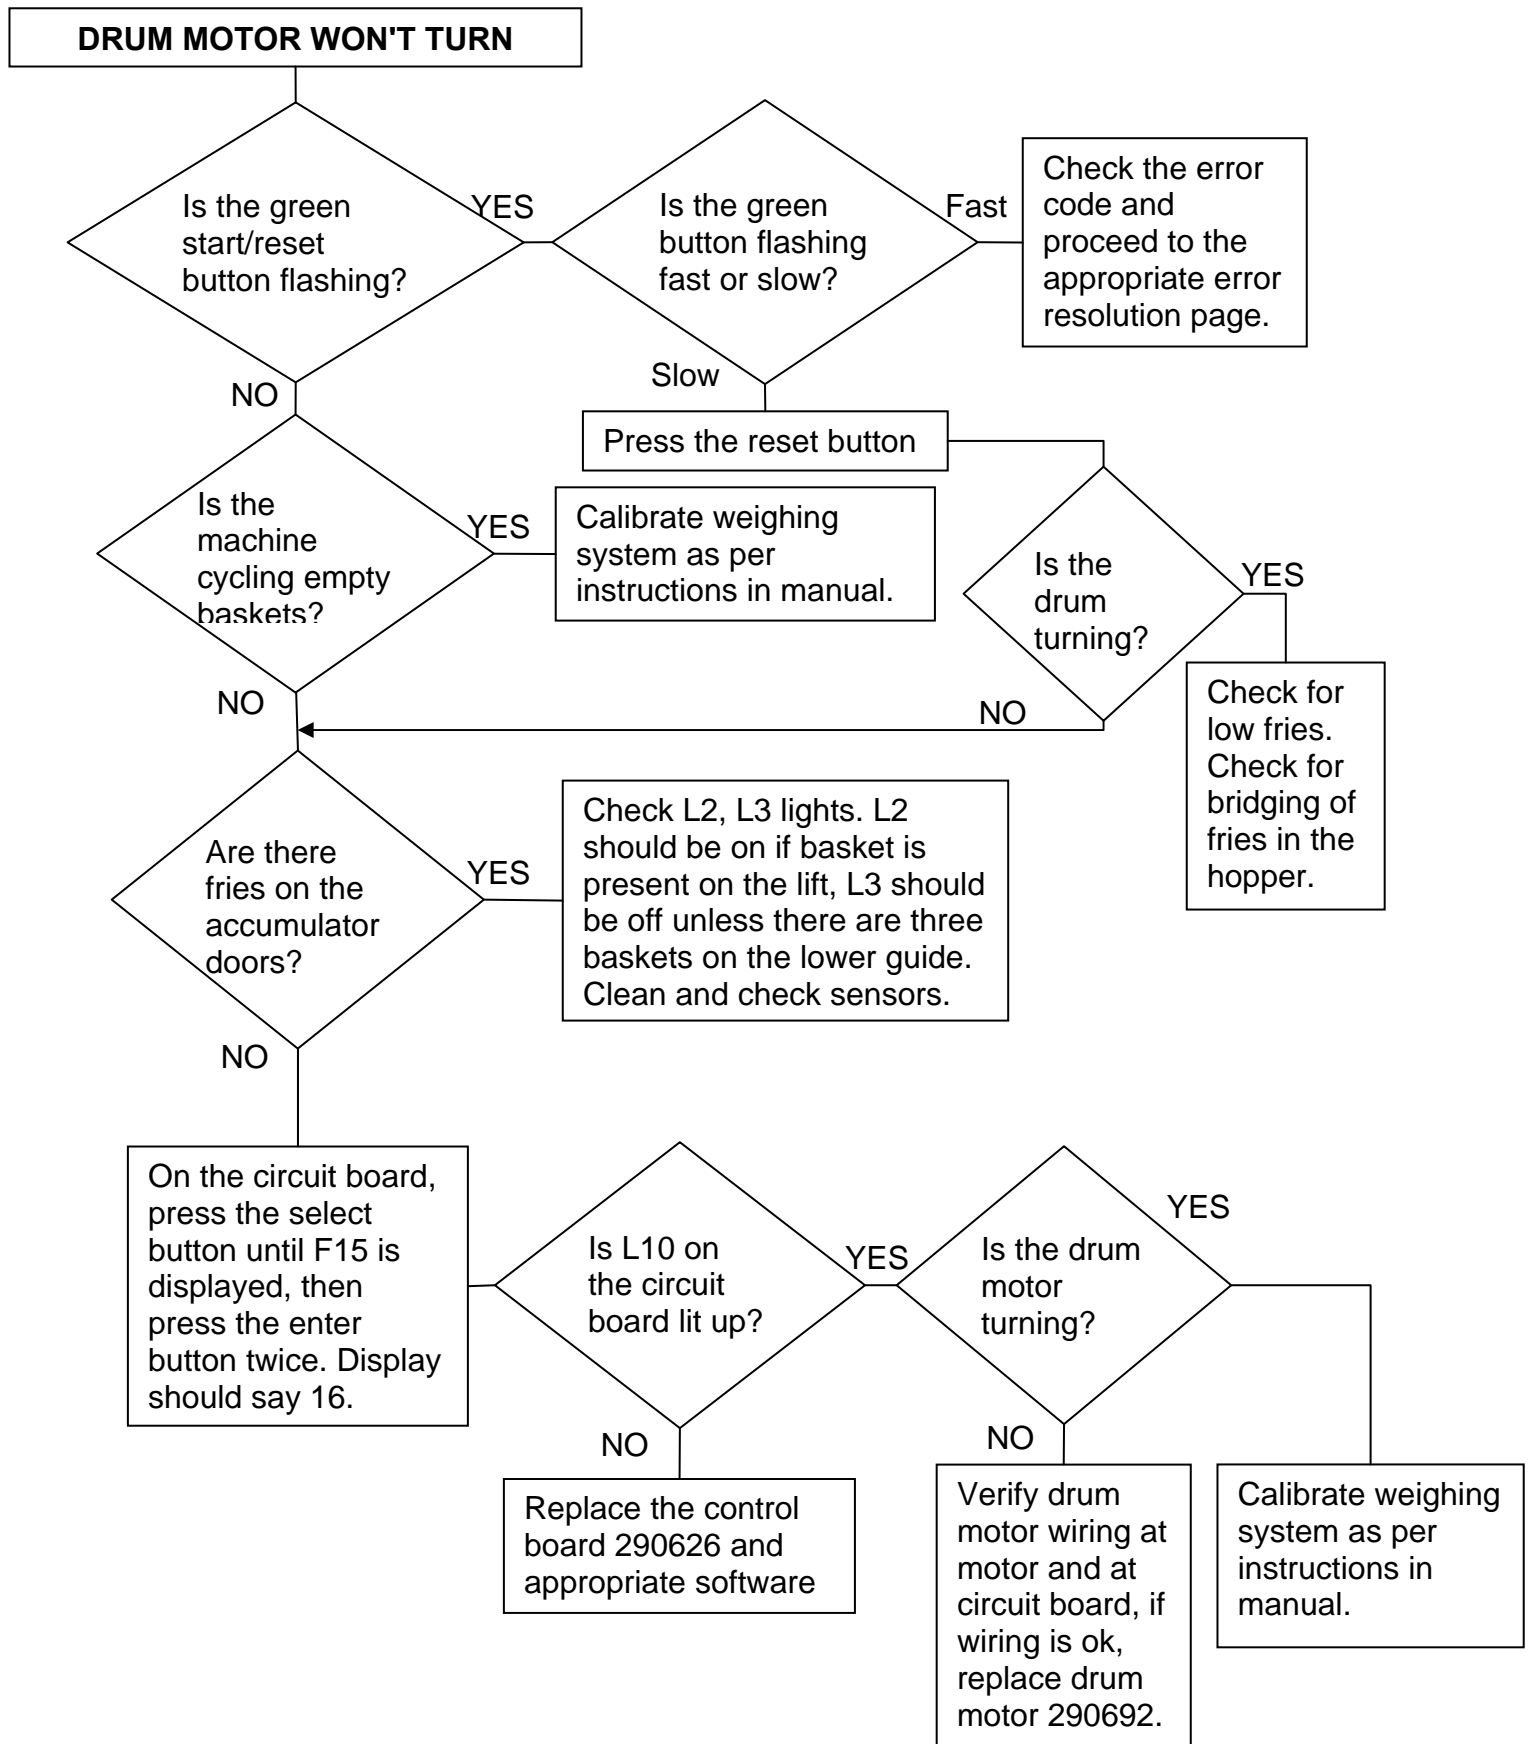 DRUM MOTOR WON'T TURN
Is the green
start/reset
button flashing?
YES
Is the green
button flashing
fast or slow?
Fast
Check the error
code and
proceed to the
appropriate error
resolution page.
Slow
NO
Press the reset button
Is the
machine
cycling empty
baskets?
YES
Calibrate weighing
system as per
instructions in manual.
Is the
drum
turning?
YES
Check for
low fries.
Check for
bridging of
fries in the
hopper.
NO
NO
Are there
fries on the
accumulator
doors?
YES
Check L2, L3 lights. L2
should be on if basket is
present on the lift, L3 should
be off unless there are three
baskets on the lower guide.
Clean and check sensors.
NO
On the circuit board,
press the select
button until F15 is
displayed, then
press the enter
button twice. Display
should say 16.
Is L10 on
the circuit
board lit up?
YES
Is the drum
motor
turning?
YES
NO
Replace the control
board 290626 and
appropriate software
NO
Verify drum
motor wiring at
motor and at
circuit board, if
wiring is ok,
replace drum
motor 290692.
Calibrate weighing
system as per
instructions in
manual.